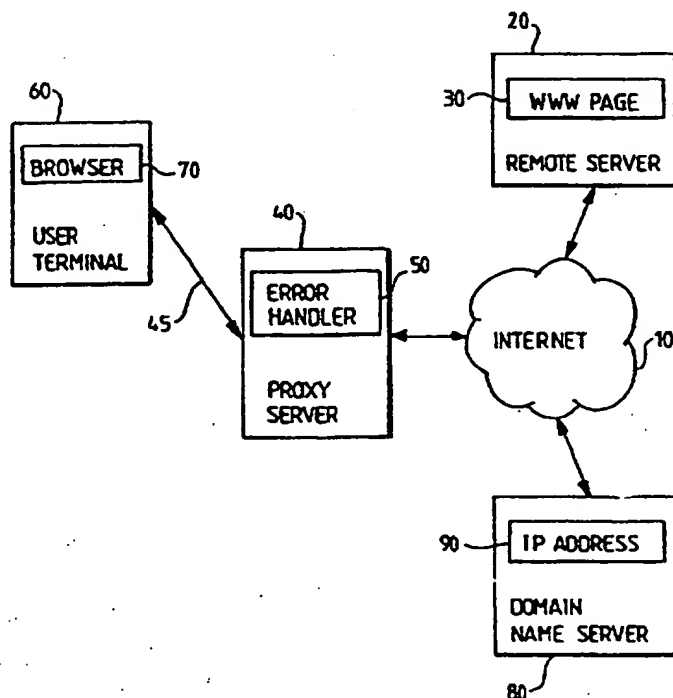 20
30
WWW PAGE
REMOTE SERVER
60
BROWSER
70
USER
TERMINAL
45
40
50
ERROR
HANDLER
PROXY
SERVER
INTERNET
10
90
IP ADDRESS
DOMAIN
NAME SERVER
80